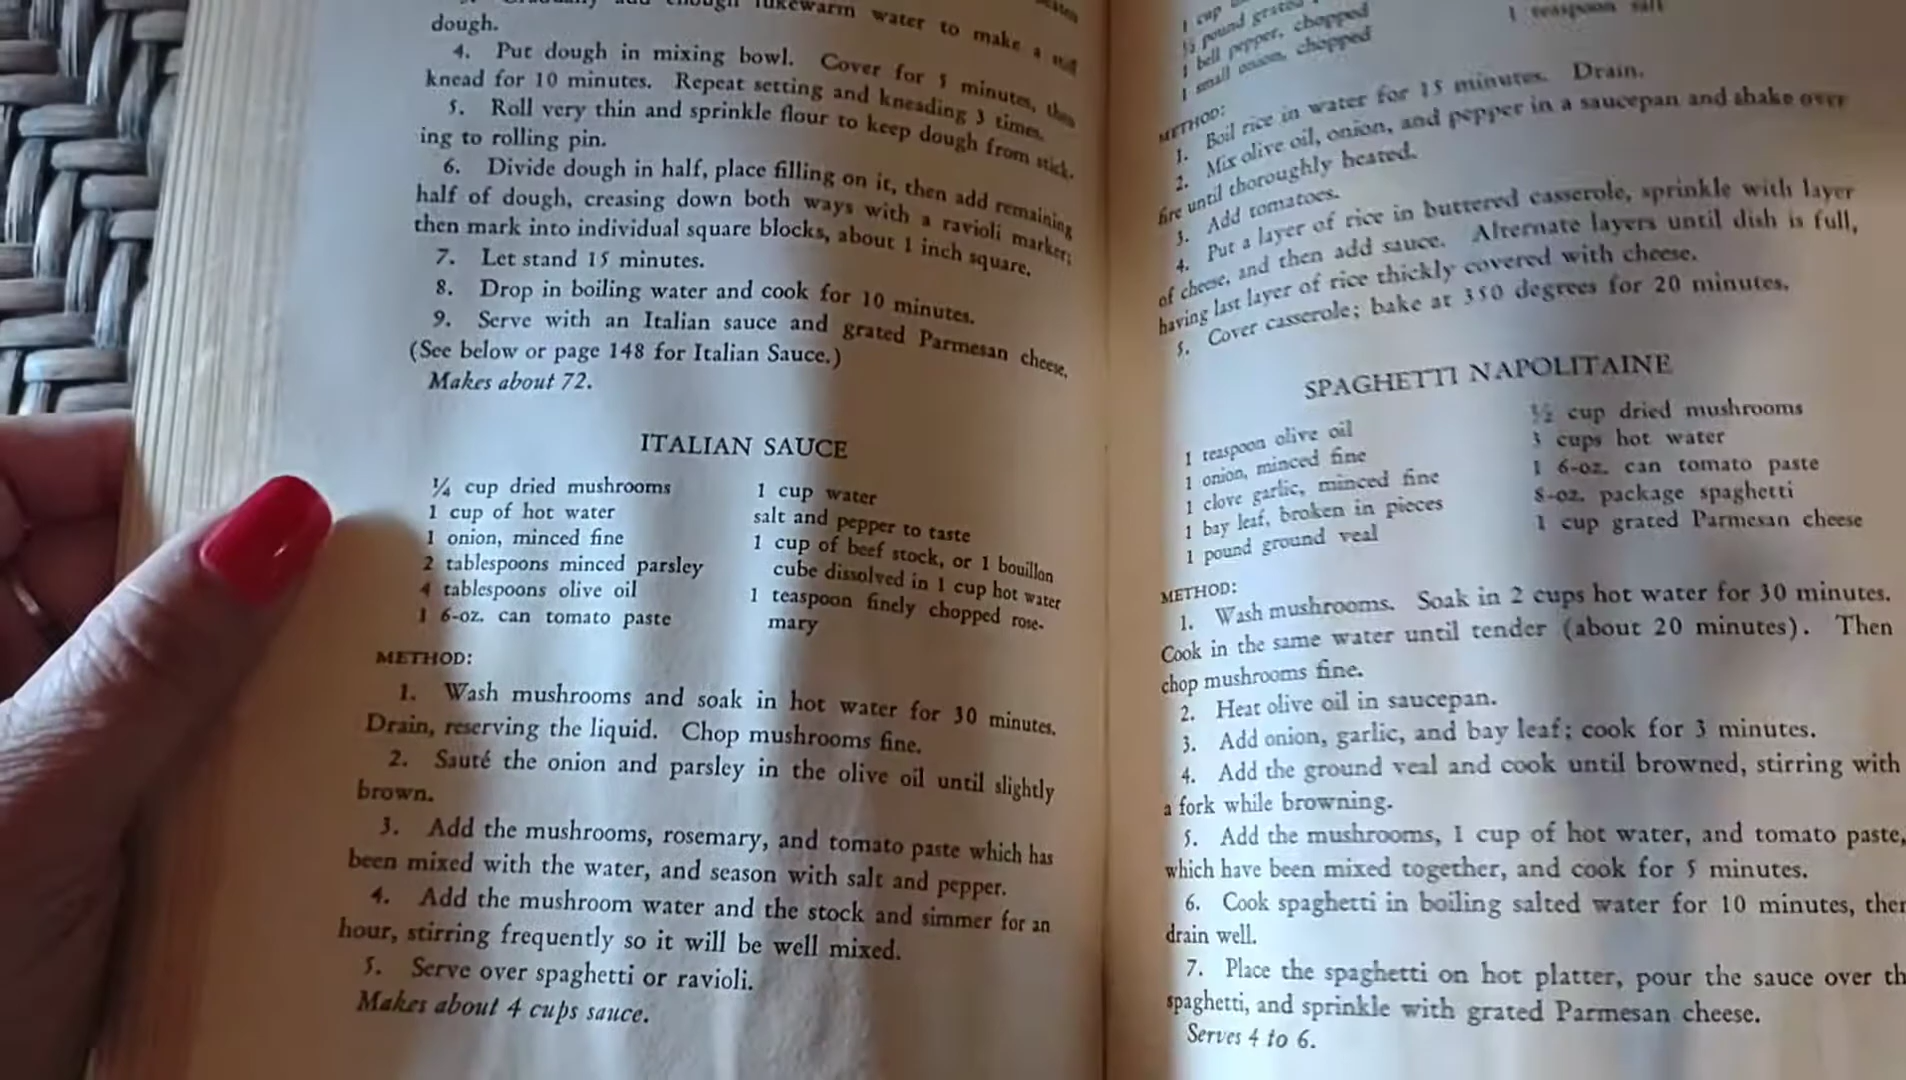 lukewarm water to make a stiff
dough.
4. Put dough in mixing bowl. Cover for 5 minutes, then
knead for 10 minutes. Repeat setting and kneading 3 times.
5. Roll very thin and sprinkle flour to keep dough from stick-
ing to rolling pin.
6. Divide dough in half, place filling on it, then add remaining
half of dough, creasing down both ways with a ravioli marker;
then mark into individual square blocks, about 1 inch square.
7. Let stand 15 minutes.
8. Drop in boiling water and cook for 10 minutes.
9. Serve with an Italian sauce and grated Parmesan cheese.
(See below or page 148 for Italian Sauce.)
Makes about 72.
ITALIAN SAUCE
¼ cup dried mushrooms
1 cup of hot water
1 onion, minced fine
2 tablespoons minced parsley
4 tablespoons olive oil
1 6-oz. can tomato paste
1 cup water
salt and pepper to taste
1 cup of beef stock, or 1 bouillon
cube dissolved in 1 cup hot water
1 teaspoon finely chopped rose-
mary
METHOD:
1. Wash mushrooms and soak in hot water for 30 minutes.
Drain, reserving the liquid. Chop mushrooms fine.
2. Sauté the onion and parsley in the olive oil until slightly
brown.
3. Add the mushrooms, rosemary, and tomato paste which has
been mixed with the water, and season with salt and pepper.
4. Add the mushroom water and the stock and simmer for an
hour, stirring frequently so it will be well mixed.
5. Serve over spaghetti or ravioli.
Makes about 4 cups sauce.
1 cup
½ pound grated
1 bell pepper, chopped
1 small onion, chopped
1 teaspoon salt
METHOD:
1. Boil rice in water for 15 minutes. Drain.
2. Mix olive oil, onion, and pepper in a saucepan and shake over
fire until thoroughly heated.
3. Add tomatoes.
4. Put a layer of rice in buttered casserole, sprinkle with layer
of cheese, and then add sauce. Alternate layers until dish is full,
having last layer of rice thickly covered with cheese.
5. Cover casserole; bake at 350 degrees for 20 minutes.
SPAGHETTI NAPOLITAINE
1 teaspoon olive oil
1 onion, minced fine
1 clove garlic, minced fine
1 bay leaf, broken in pieces
1 pound ground veal
½ cup dried mushrooms
3 cups hot water
1 6-oz. can tomato paste
8-oz. package spaghetti
1 cup grated Parmesan cheese
METHOD:
1. Wash mushrooms. Soak in 2 cups hot water for 30 minutes.
Cook in the same water until tender (about 20 minutes). Then
chop mushrooms fine.
2. Heat olive oil in saucepan.
3. Add onion, garlic, and bay leaf; cook for 3 minutes.
4. Add the ground veal and cook until browned, stirring with
a fork while browning.
5. Add the mushrooms, 1 cup of hot water, and tomato paste,
which have been mixed together, and cook for 5 minutes.
6. Cook spaghetti in boiling salted water for 10 minutes, then
drain well.
7. Place the spaghetti on hot platter, pour the sauce over th
spaghetti, and sprinkle with grated Parmesan cheese.
Serves 4 to 6.